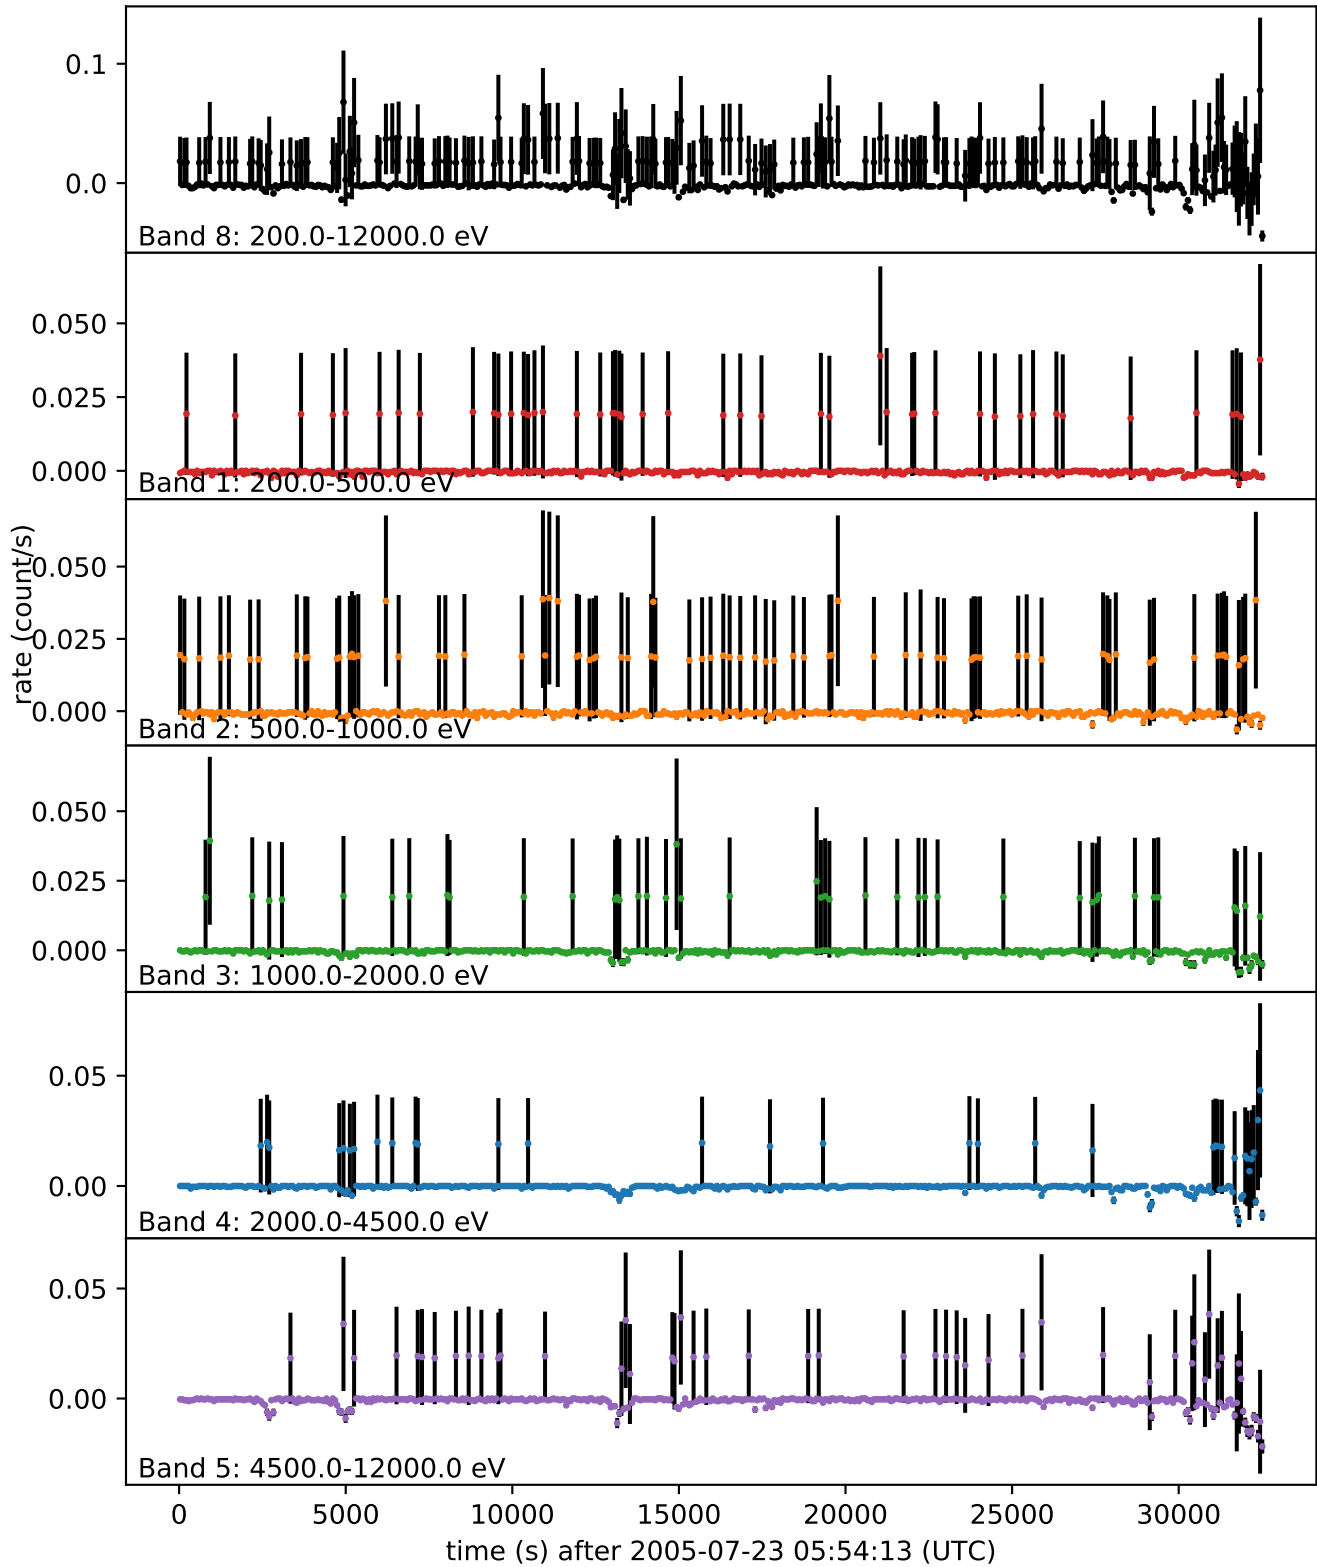 0.1
0.0
Band 8: 200.0-12000.0 eV
0.050
0.025
0.000
Band 1: 200.0-500.0 eV
rate (count/s)
0.050
0.025
0.000
Band 2: 500.0-1000.0 eV
0.050
0.025
0.000
Band 3: 1000.0-2000.0 eV
0.05
0.00
Band 4: 2000.0-4500.0 eV
0.05
0.00
Band 5: 4500.0-12000.0 eV
0 5000 10000 15000 20000 25000 30000
time (s) after 2005-07-23 05:54:13 (UTC)